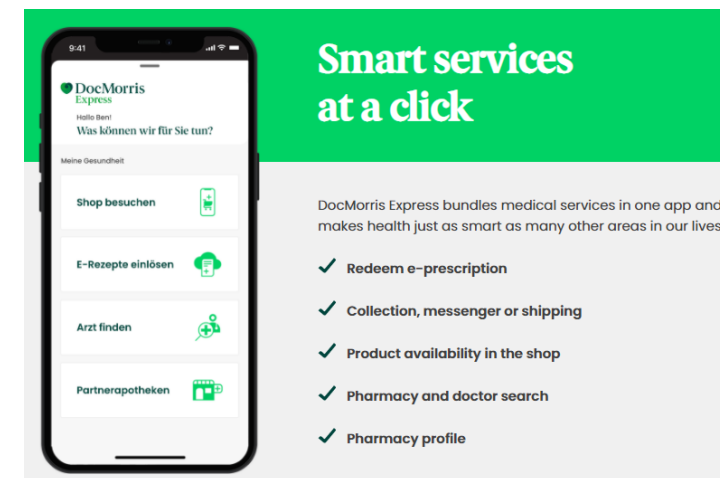 9:41
DocMorris
Express
Hallo Ben!
Was können wir für Sie tun?
Meine Gesundheit
Shop besuchen
E-Rezepte einlösen
Arzt finden
Partnerapotheken
Smart services
at a click
DocMorris Express bundles medical services in one app and
makes health just as smart as many other areas in our lives
Redeem e-prescription
Collection, messenger or shipping
Product availability in the shop
Pharmacy and doctor search
Pharmacy profile